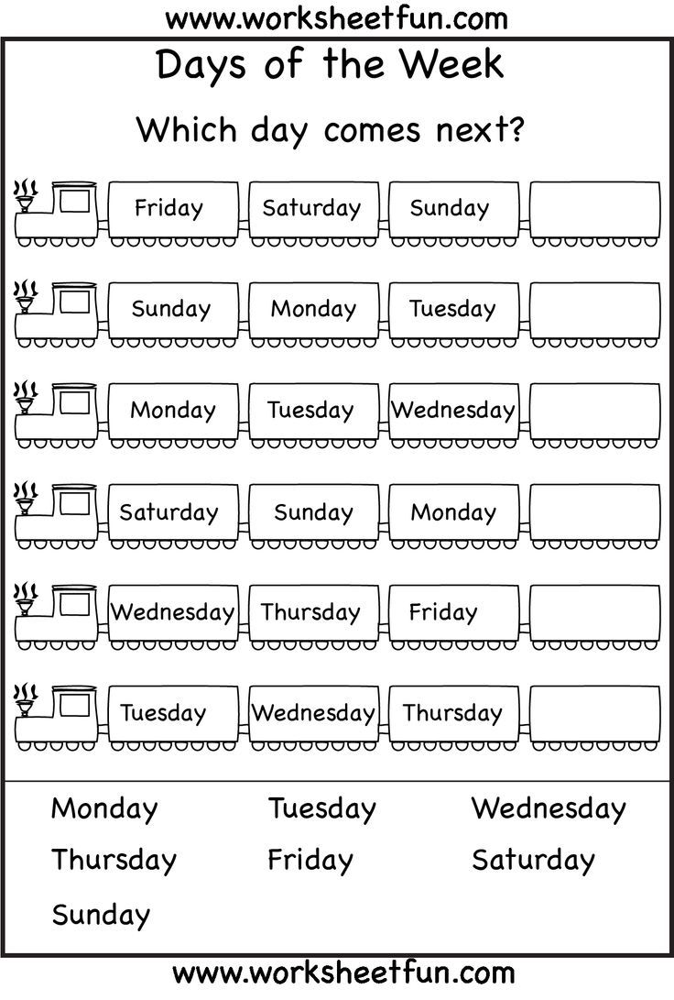 www.worksheetfun.com
Days of the Week
Which day comes next?
Friday Saturday Sunday
Sunday Monday Tuesday
Monday Tuesday Wednesday
Saturday Sunday Monday
Wednesday Thursday Friday
Tuesday Wednesday Thursday
Monday Tuesday Wednesday
Thursday Friday Saturday
Sunday
www.worksheetfun.com